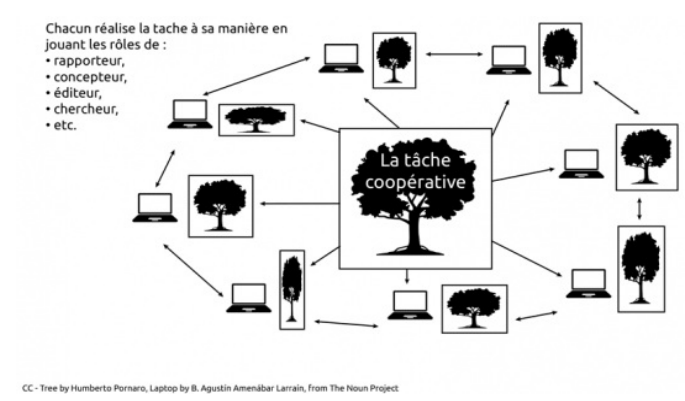 Chacun réalise la tache à sa manière en
jouant les rôles de :
• rapporteur,
• concepteur,
• éditeur,
• chercheur,
• etc.
La tâche
coopérative
CC - Tree by Humberto Pornaro, Laptop by B. Agustín Amenábar Larraín, from The Noun Project